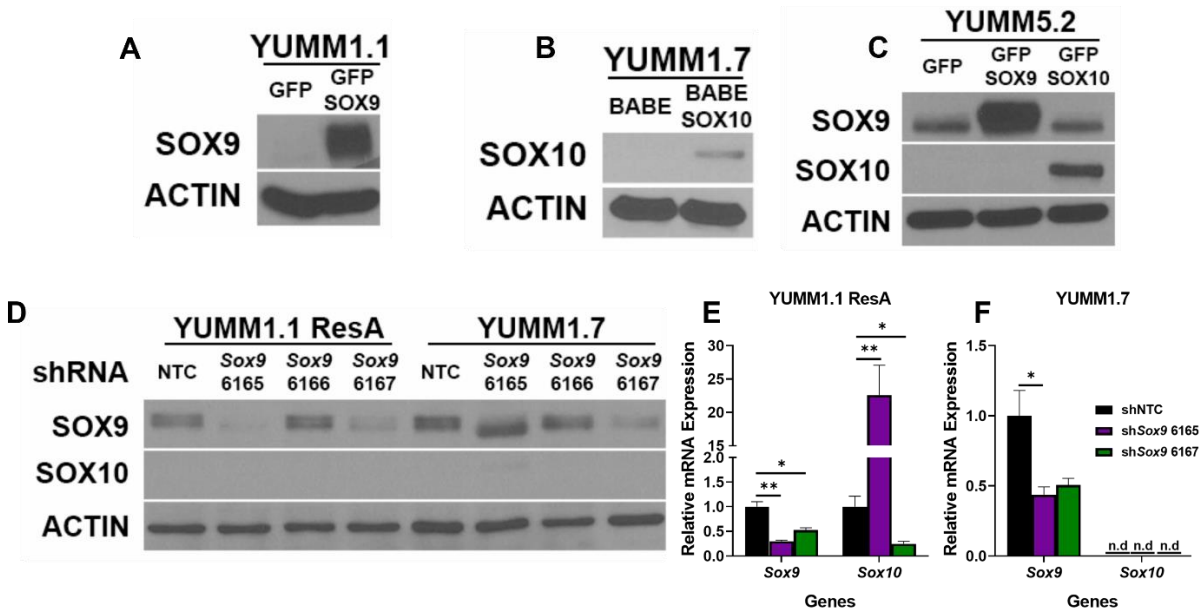 A
YUMM1.1
GFP
GFP
SOX9
SOX9
ACTIN
B
YUMM1.7
BABE
BABE
SOX10
SOX10
ACTIN
C
YUMM5.2
GFP
GFP
SOX9
GFP
SOX10
SOX9
SOX10
ACTIN
D
YUMM1.1 ResA
YUMM1.7
shRNA
NTC
Sox9
6165
Sox9
6166
Sox9
6167
NTC
Sox9
6165
Sox9
6166
Sox9
6167
SOX9
SOX10
ACTIN
E
YUMM1.1 ResA
Relative mRNA Expression
30
25
20
15
2.0
1.5
1.0
0.5
0.0
**
*
**
*
Sox9
Sox10
Genes
F
YUMM1.7
Relative mRNA Expression
1.5
1.0
0.5
0.0
*
n.d n.d n.d
Sox9
Sox10
Genes
shNTC
shSox9 6165
shSox9 6167